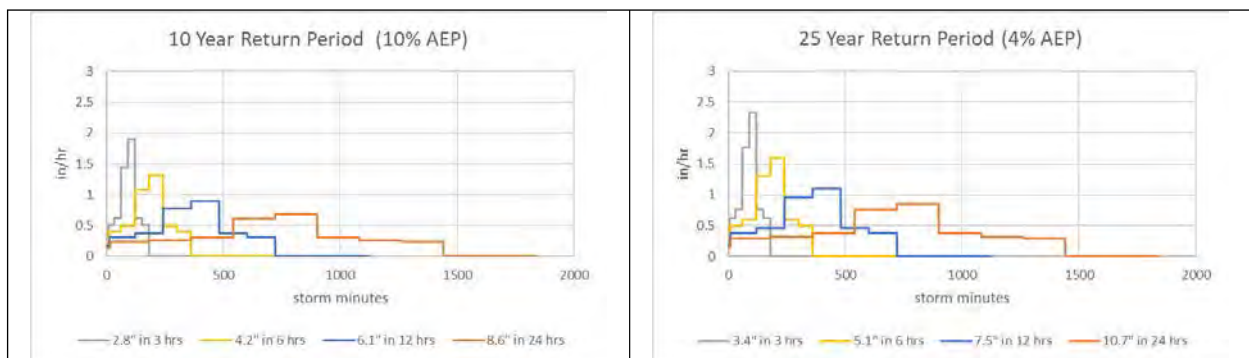 10 Year Return Period (10% AEP)
3
2.5
2
1.5
1
0.5
0
in/hr
0 500 1000 1500 2000
storm minutes
2.8" in 3 hrs 4.2" in 6 hrs 6.1" in 12 hrs 8.6" in 24 hrs
25 Year Return Period (4% AEP)
3
2.5
2
1.5
1
0.5
0
in/hr
0 500 1000 1500 2000
storm minutes
3.4" in 3 hrs 5.1" in 6 hrs 7.5" in 12 hrs 10.7" in 24 hrs